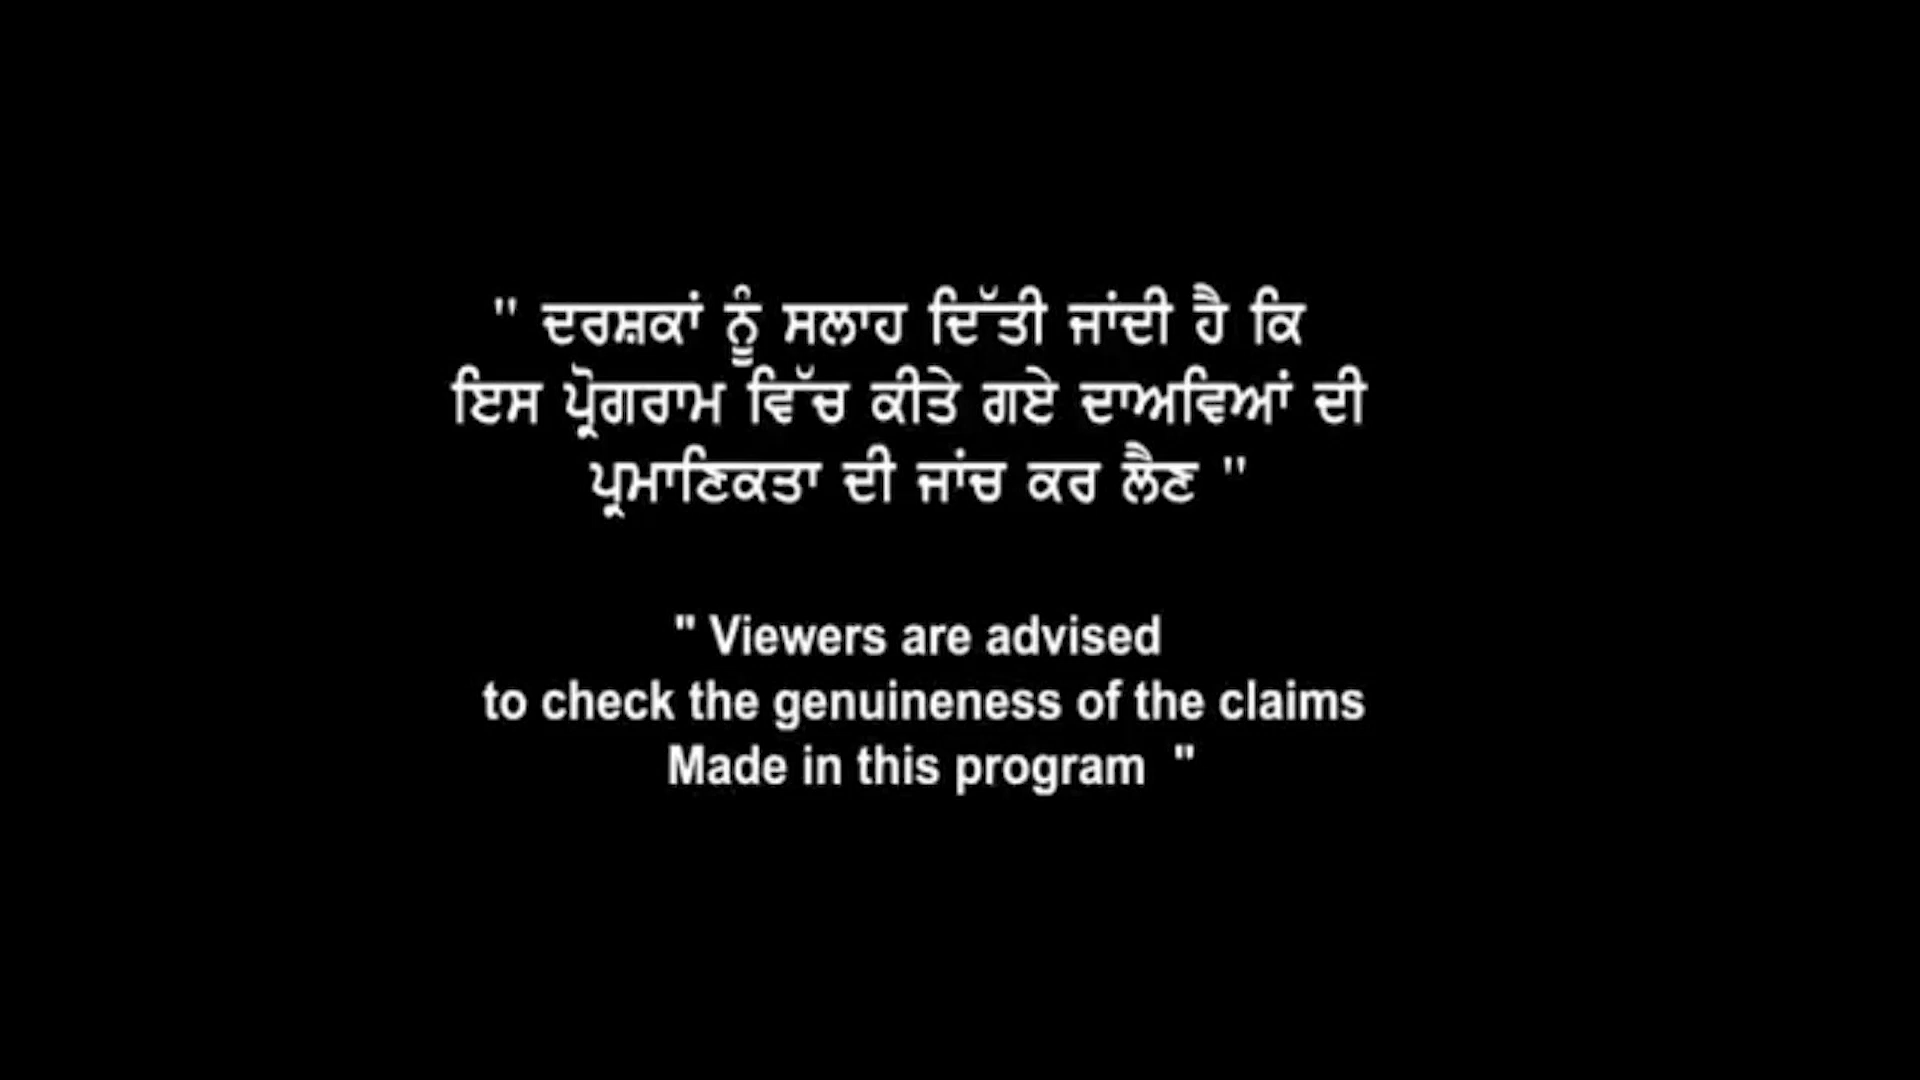 " ਦਰਸ਼ਕਾਂ ਨੂੰ ਸਲਾਹ ਦਿੱਤੀ ਜਾਂਦੀ ਹੈ ਕਿ
ਇਸ ਪ੍ਰੋਗਰਾਮ ਵਿੱਚ ਕੀਤੇ ਗਏ ਦਾਅਵਿਆਂ ਦੀ
ਪ੍ਰਮਾਣਿਕਤਾ ਦੀ ਜਾਂਚ ਕਰ ਲੈਣ "
" Viewers are advised
to check the genuineness of the claims
Made in this program "